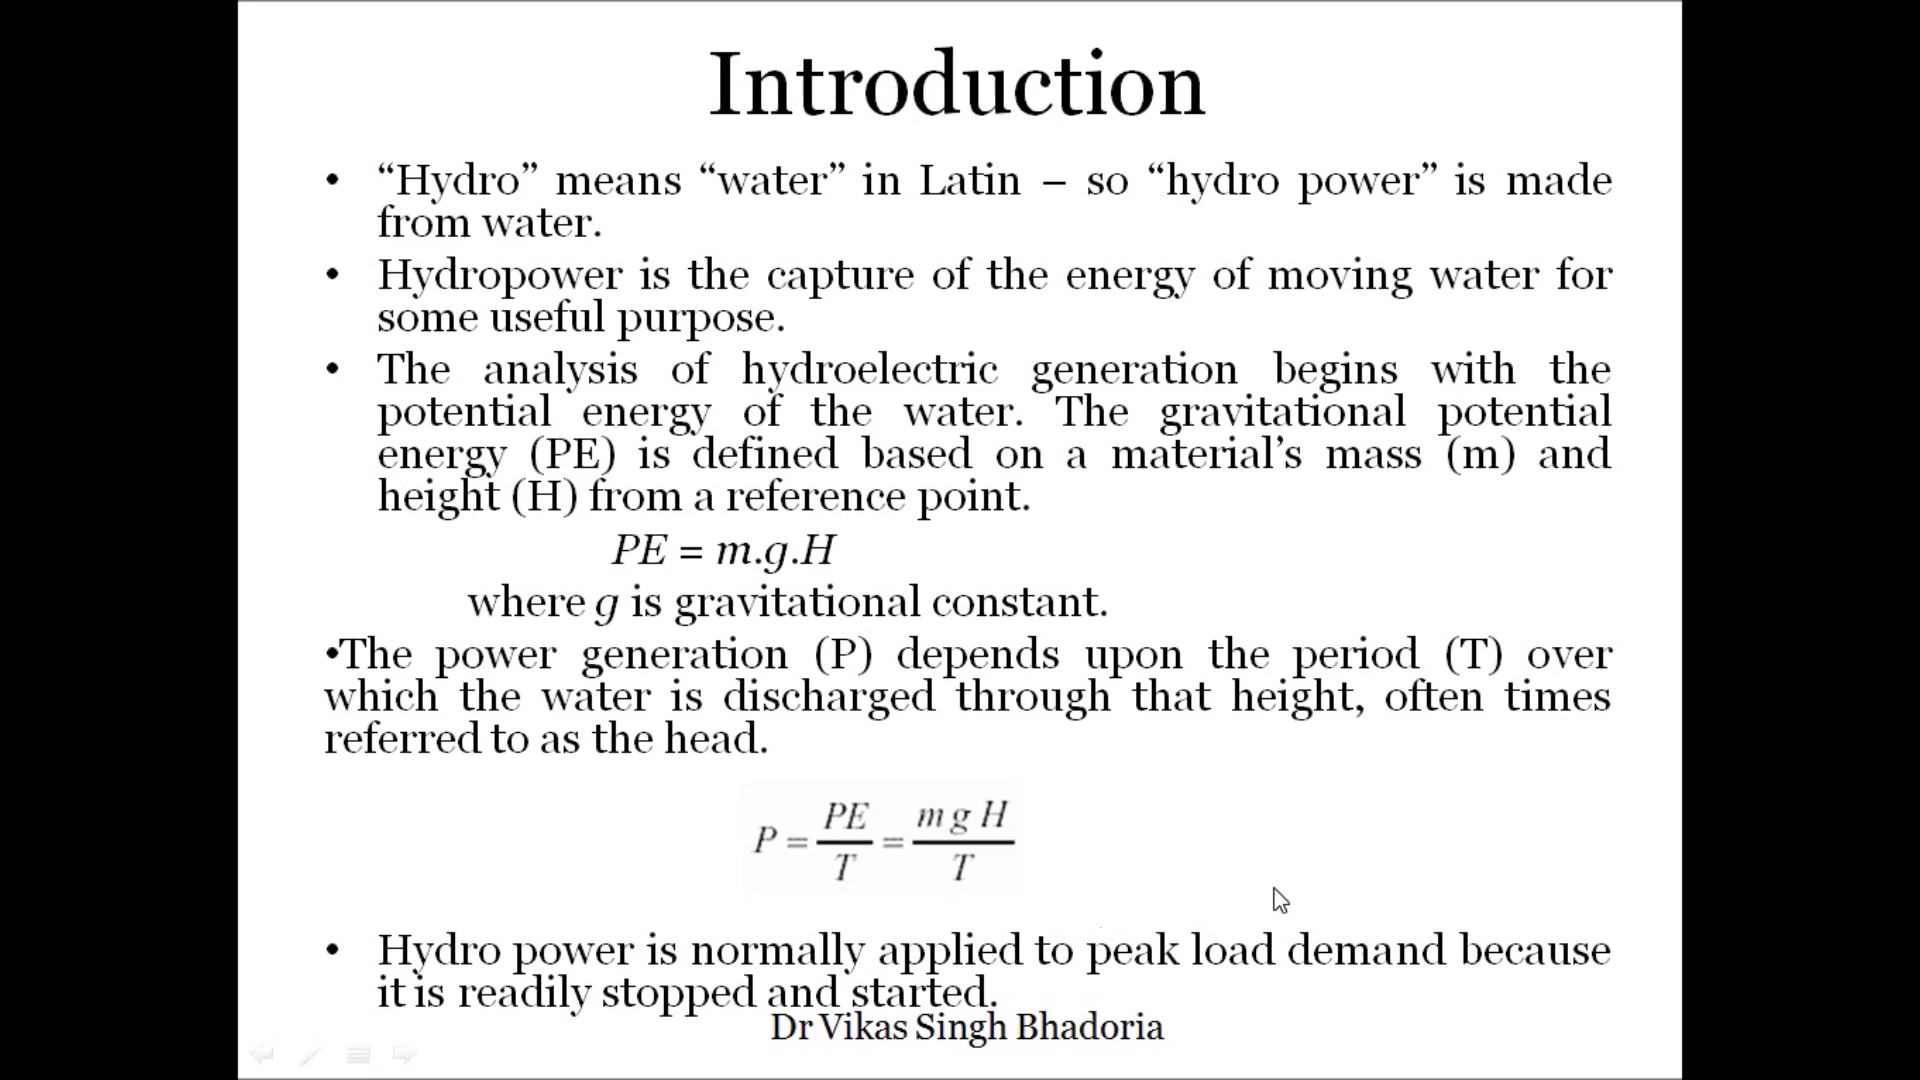 Introduction
• “Hydro” means “water” in Latin – so “hydro power” is made
from water.
• Hydropower is the capture of the energy of moving water for
some useful purpose.
• The analysis of hydroelectric generation begins with the
potential energy of the water. The gravitational potential
energy (PE) is defined based on a material’s mass (m) and
height (H) from a reference point.
PE = m.g.H
where g is gravitational constant.
•The power generation (P) depends upon the period (T) over
which the water is discharged through that height, often times
referred to as the head.
P = PE/T = m g H/T
• Hydro power is normally applied to peak load demand because
it is readily stopped and started.
Dr Vikas Singh Bhadoria